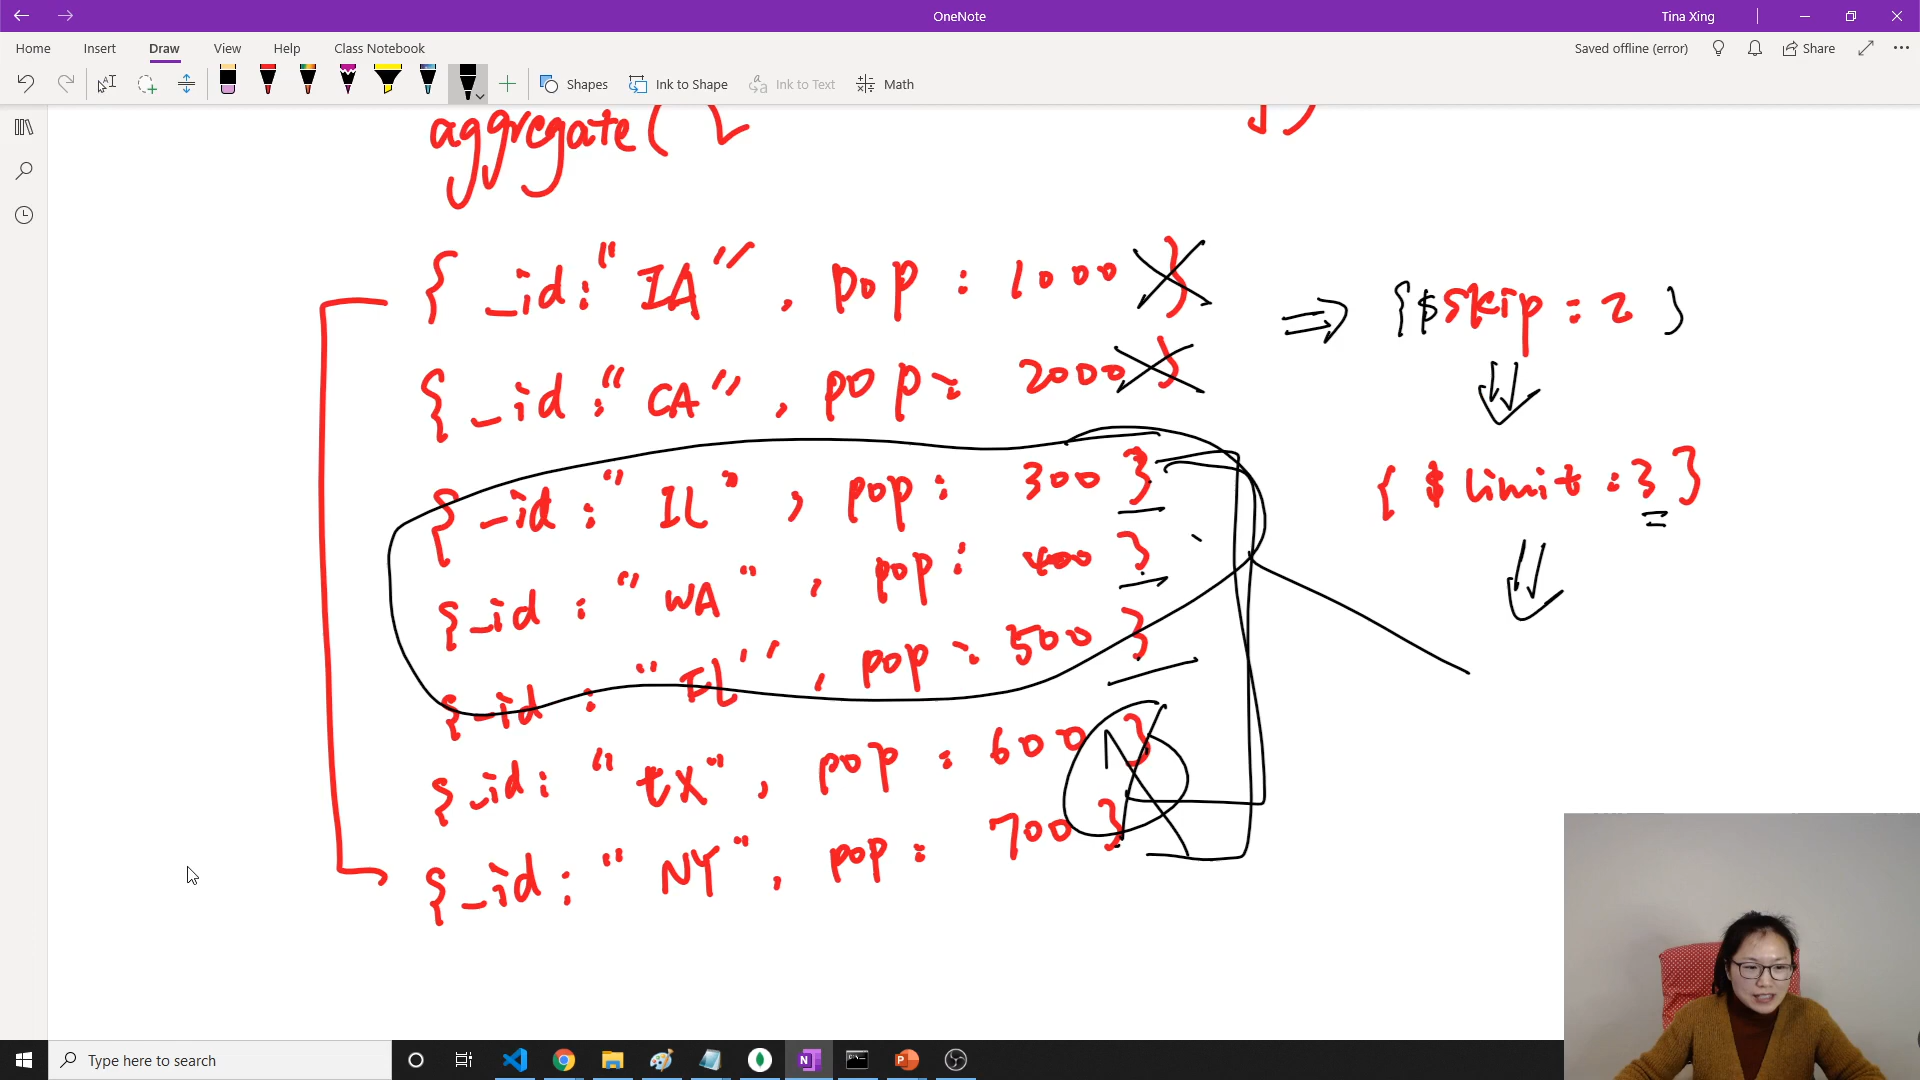 OneNote
Tina Xing
Home Insert Draw View Help Class Notebook
Saved offline (error)
Share
Shapes
Ink to Shape
Ink to Text
Math
aggregate( [ ])
{ _id: "IA", pop : 1000 }
{ _id : "CA", pop : 2000 }
{ _id : "IL", pop : 300 }
{ _id : "WA", pop : 400 }
{ _id : "FL", pop : 500 }
{ _id : "tX", pop : 600 }
{ _id : "NY", pop : 700 }
⇒ { $skip : 2 }
{ $ limit : 3 }
Type here to search